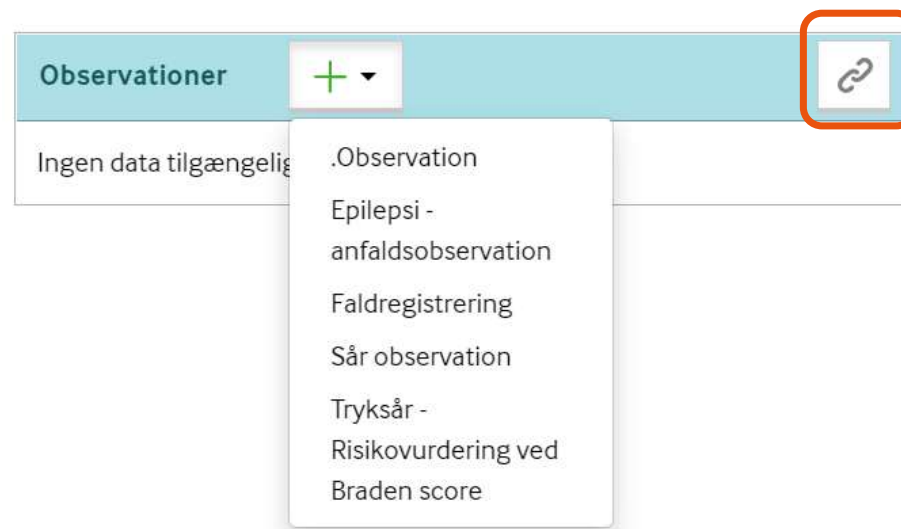 Observationer
Ingen data tilgængelig
.Observation
Epilepsi -
anfaldsobservation
Faldregistrering
Sår observation
Tryksår -
Risikovurdering ved
Braden score